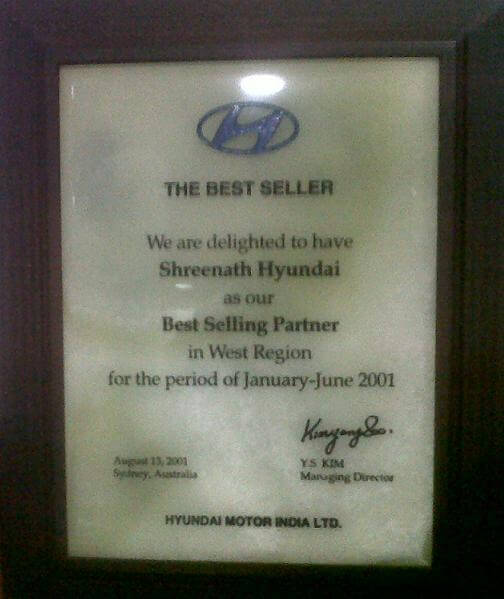 THE BEST SELLER
We are delighted to have
Shreenath Hyundai
as our
Best Selling Partner
in West Region
for the period of January-June 2001
August 13, 2001
Sydney, Australia
Y.S. KIM
Managing Director
HYUNDAI MOTOR INDIA LTD.